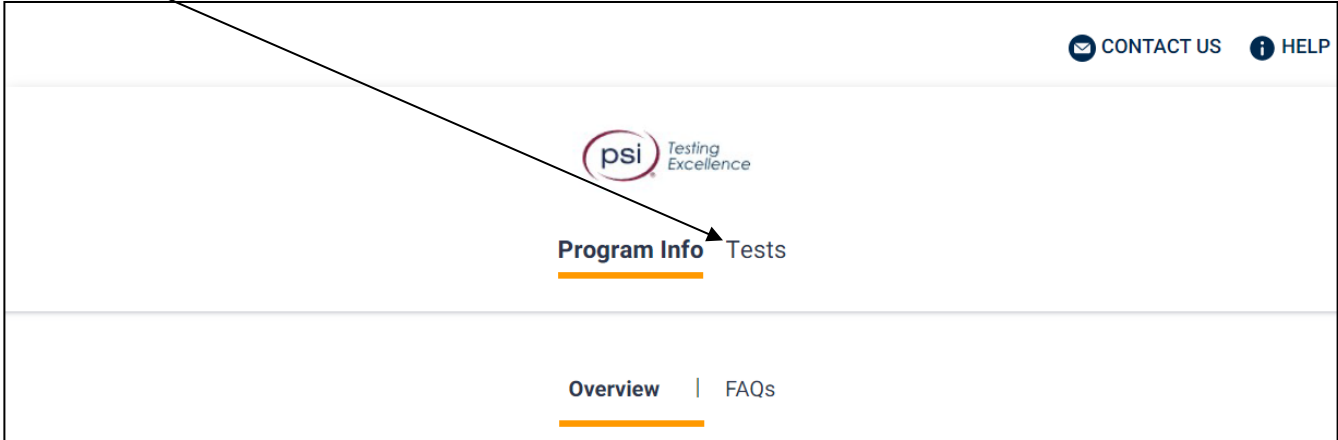 CONTACT US HELP
psi Testing
Excellence
Program Info Tests
Overview | FAQs